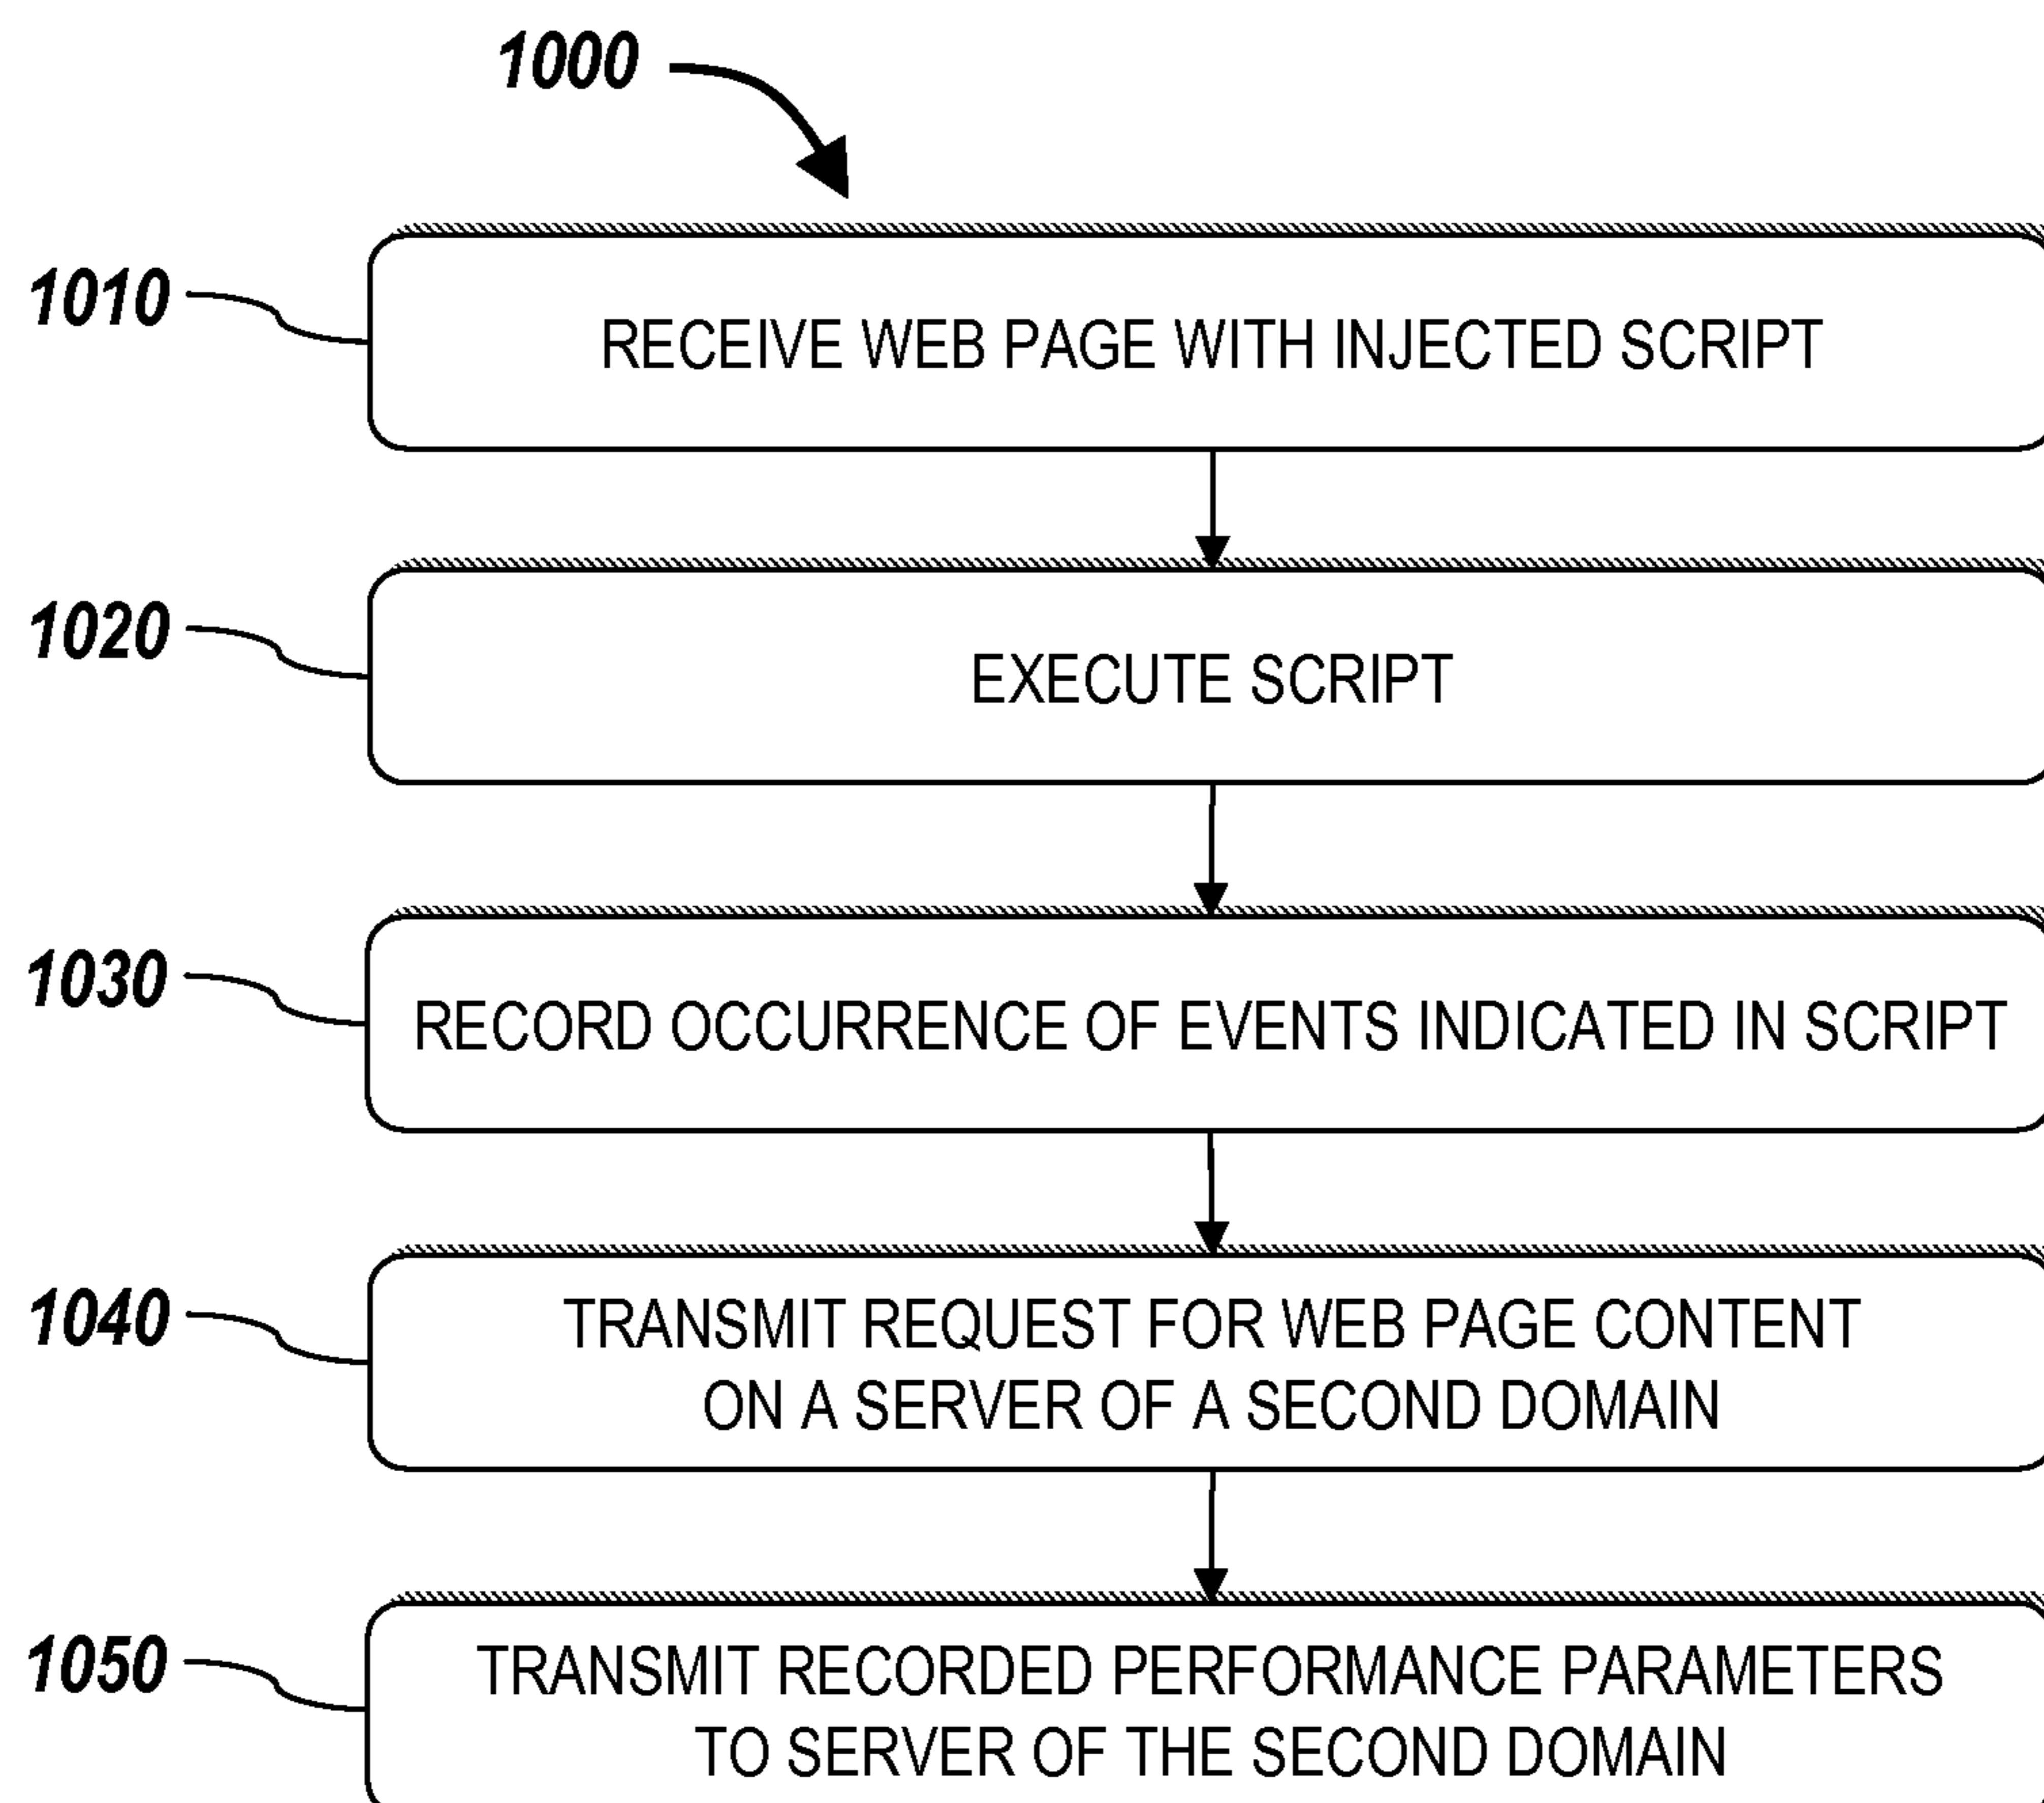 1000
1010
RECEIVE WEB PAGE WITH INJECTED SCRIPT
1020
EXECUTE SCRIPT
1030
RECORD OCCURRENCE OF EVENTS INDICATED IN SCRIPT
1040
TRANSMIT REQUEST FOR WEB PAGE CONTENT
ON A SERVER OF A SECOND DOMAIN
1050
TRANSMIT RECORDED PERFORMANCE PARAMETERS
TO SERVER OF THE SECOND DOMAIN